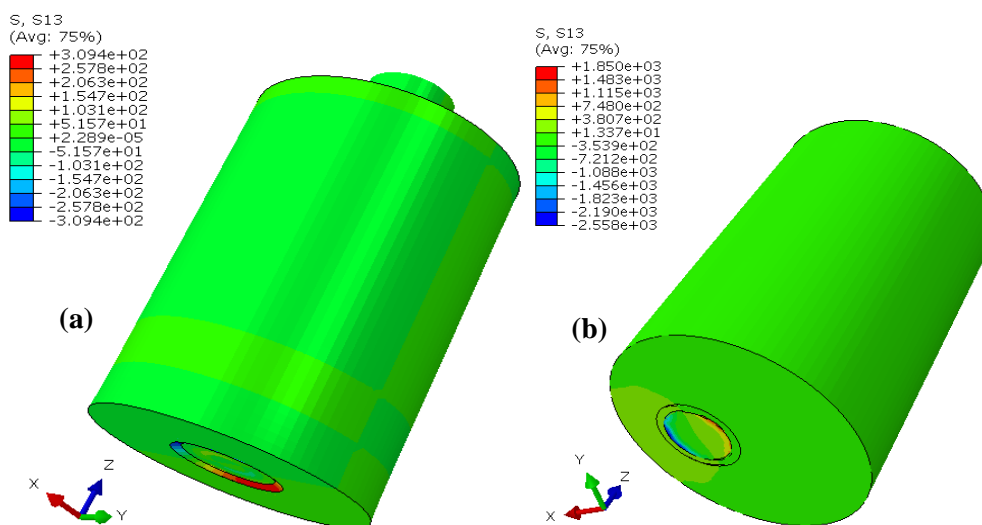 S, S13
(Avg: 75%)
+3.094e+02
+2.578e+02
+2.063e+02
+1.547e+02
+1.031e+02
+5.157e+01
+2.289e-05
-5.157e+01
-1.031e+02
-1.547e+02
-2.063e+02
-2.578e+02
-3.094e+02
(a)
X
Z
Y
S, S13
(Avg: 75%)
+1.850e+03
+1.483e+03
+1.115e+03
+7.480e+02
+3.807e+02
+1.337e+01
-3.539e+02
-7.212e+02
-1.088e+03
-1.456e+03
-1.823e+03
-2.190e+03
-2.558e+03
(b)
Y
Z
X